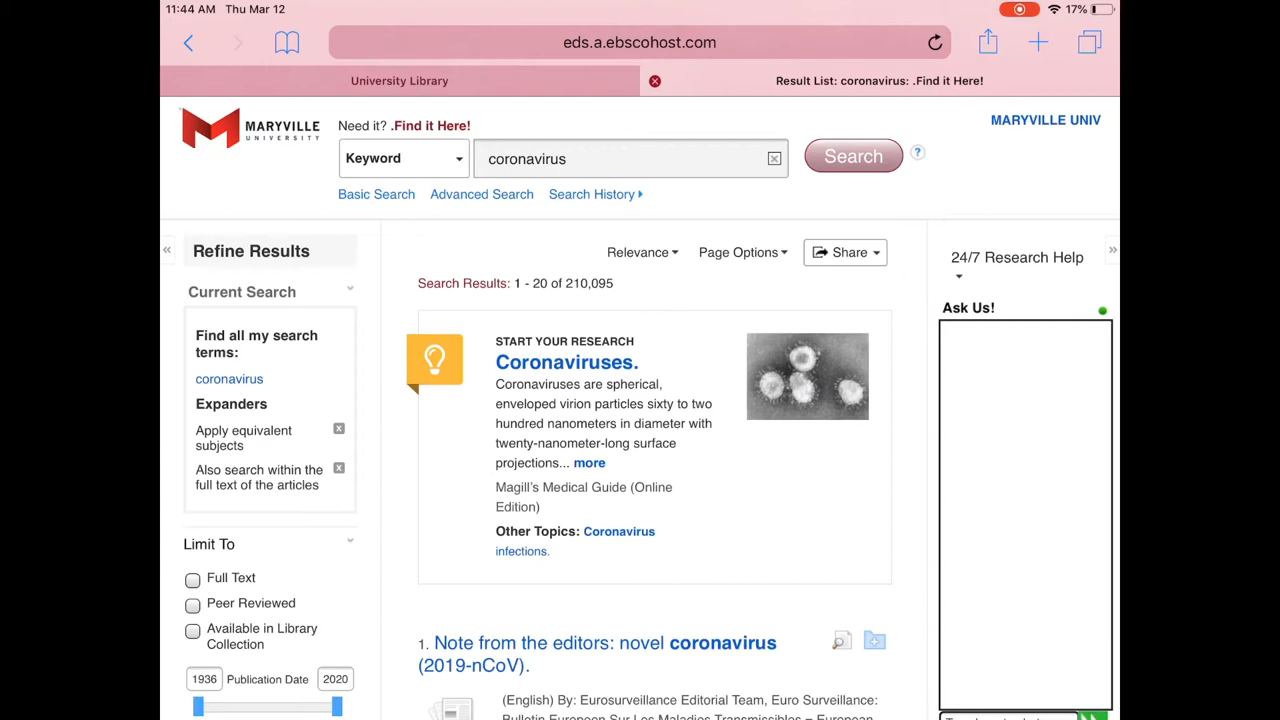 11:44 AM Thu Mar 12
17%
eds.a.ebscohost.com
University Library
Result List: coronavirus: .Find it Here!
MARYVILLE
UNIVERSITY
Need it? .Find it Here!
MARYVILLE UNIV
Keyword
coronavirus
Search
?
Basic Search Advanced Search Search History
Refine Results
Relevance
Page Options
Share
24/7 Research Help
Current Search
Search Results: 1 - 20 of 210,095
Ask Us!
Find all my search
terms:
coronavirus
Expanders
Apply equivalent
subjects
Also search within the
full text of the articles
START YOUR RESEARCH
Coronaviruses.
Coronaviruses are spherical,
enveloped virion particles sixty to two
hundred nanometers in diameter with
twenty-nanometer-long surface
projections... more
Magill's Medical Guide (Online
Edition)
Other Topics: Coronavirus
infections.
Limit To
Full Text
Peer Reviewed
Available in Library
Collection
1936 Publication Date 2020
1. Note from the editors: novel coronavirus
(2019-nCoV).
(English) By: Eurosurveillance Editorial Team, Euro Surveillance:
Bulletin Europeen Sur Les Maladies Transmissibles = European